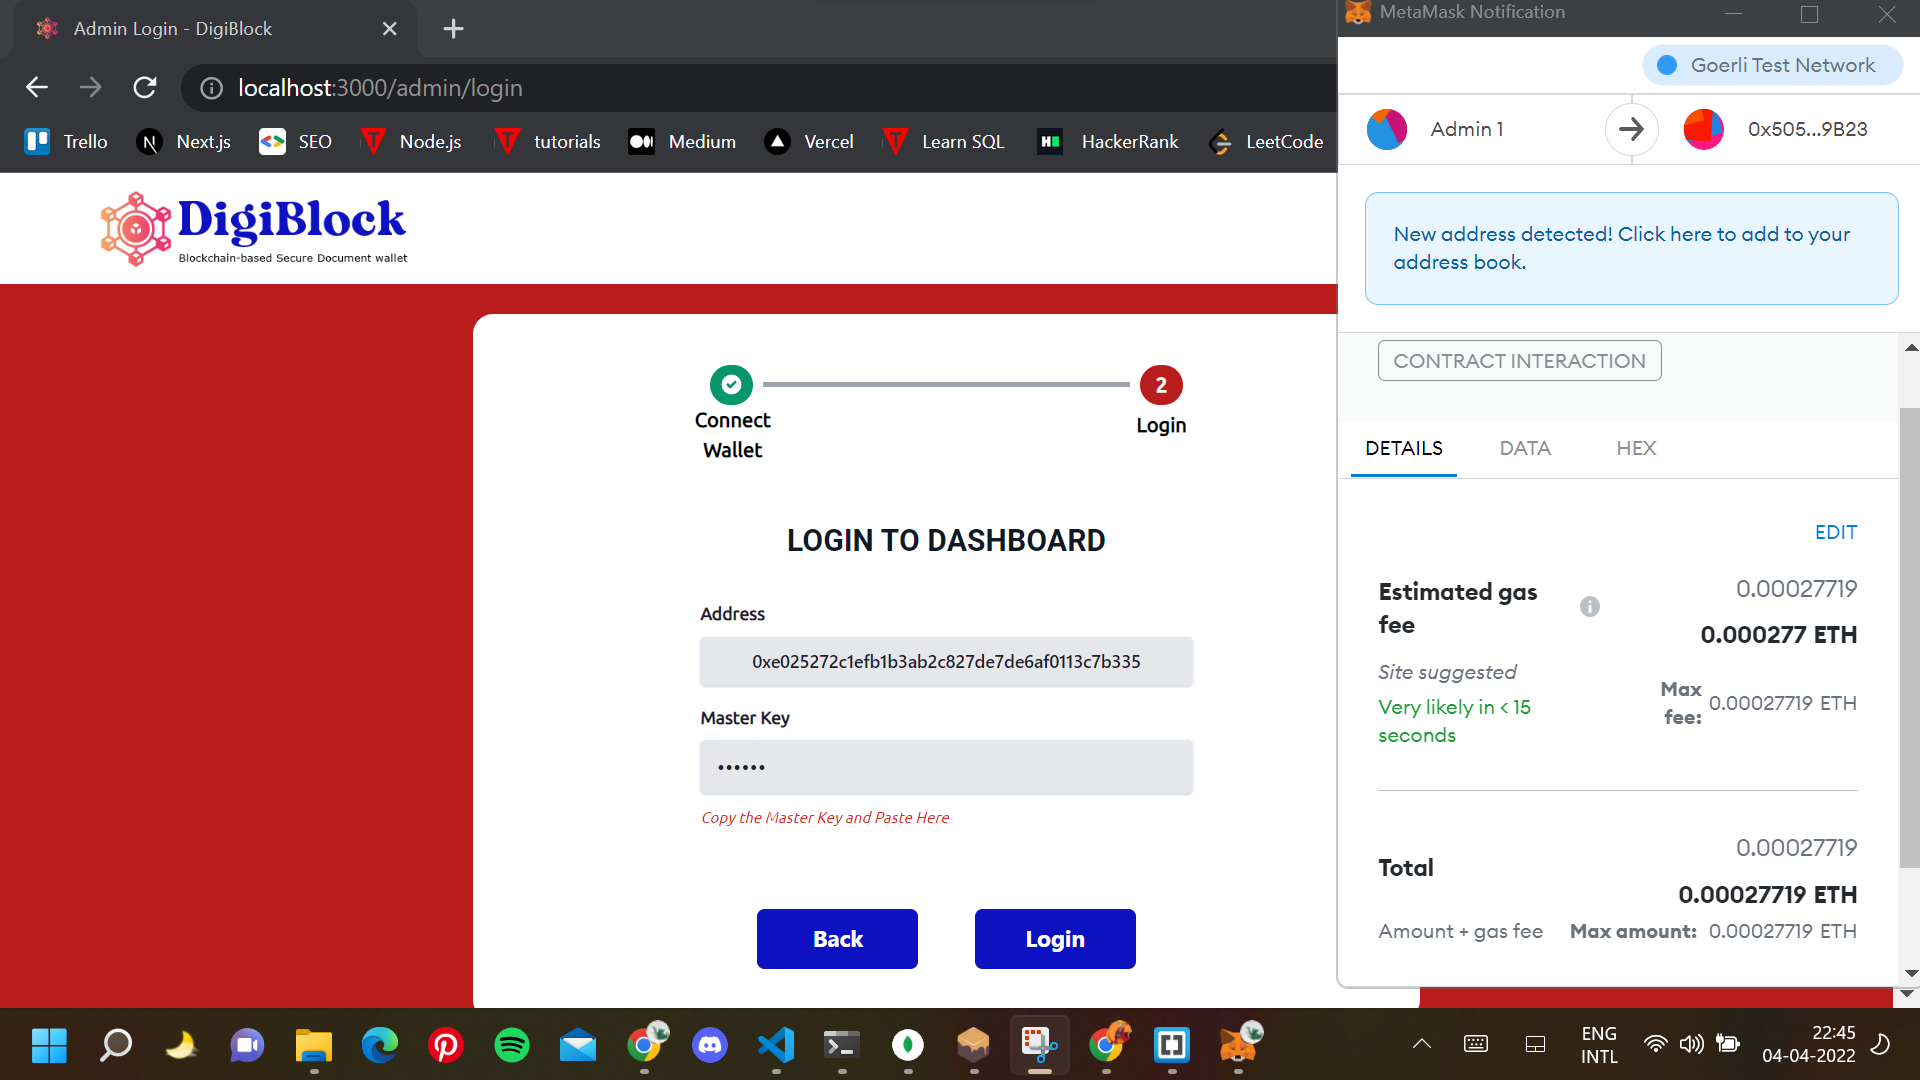 Admin Login - DigiBlock
localhost:3000/admin/login
Trello
Next.js
SEO
Node.js
tutorials
Medium
Vercel
Learn SQL
HackerRank
LeetCode
DigiBlock
Blockchain-based Secure Document wallet
Connect
Wallet
2
Login
LOGIN TO DASHBOARD
Address
0xe025272c1efb1b3ab2c827de7de6af0113c7b335
Master Key
••••••
Copy the Master Key and Paste Here
Back
Login
MetaMask Notification
Goerli Test Network
Admin 1
0x505...9B23
New address detected! Click here to add to your
address book.
CONTRACT INTERACTION
DETAILS
DATA
HEX
EDIT
Estimated gas
fee
0.00027719
0.000277 ETH
Site suggested
Very likely in < 15
seconds
Max
fee:
0.00027719 ETH
Total
0.00027719
0.00027719 ETH
Amount + gas fee
Max amount: 0.00027719 ETH
ENG
INTL
22:45
04-04-2022